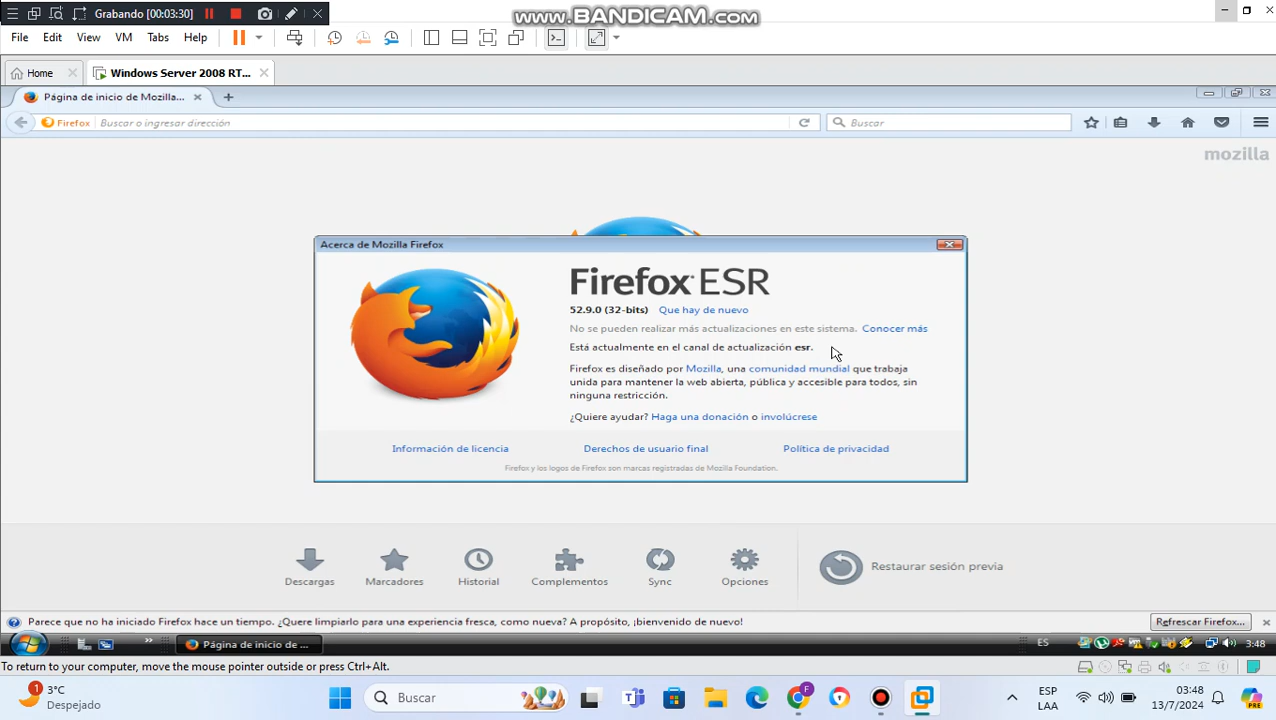 Grabando [00:03:30]
www.BANDICAM.com
File Edit View VM Tabs Help
Home
Windows Server 2008 RT...
Página de inicio de Mozilla...
Firefox Buscar o ingresar dirección
Buscar
mozilla
Acerca de Mozilla Firefox
Firefox ESR
52.9.0 (32-bits) Que hay de nuevo
No se pueden realizar más actualizaciones en este sistema. Conocer más
Está actualmente en el canal de actualización esr.
Firefox es diseñado por Mozilla, una comunidad mundial que trabaja
unida para mantener la web abierta, pública y accesible para todos, sin
ninguna restricción.
¿Quiere ayudar? Haga una donación o involúcrese
Información de licencia Derechos de usuario final Política de privacidad
Firefox y los logos de Firefox son marcas registradas de Mozilla Foundation.
Descargas Marcadores Historial Complementos Sync Opciones
Restaurar sesión previa
Parece que no ha iniciado Firefox hace un tiempo. ¿Quere limpiarlo para una experiencia fresca, como nueva? A propósito, ¡bienvenido de nuevo!
Refrescar Firefox...
Página de inicio de ...
ES
3:48
To return to your computer, move the mouse pointer outside or press Ctrl+Alt.
1
3°C
Despejado
Buscar
F
ESP
LAA
03:48
13/7/2024
PRE